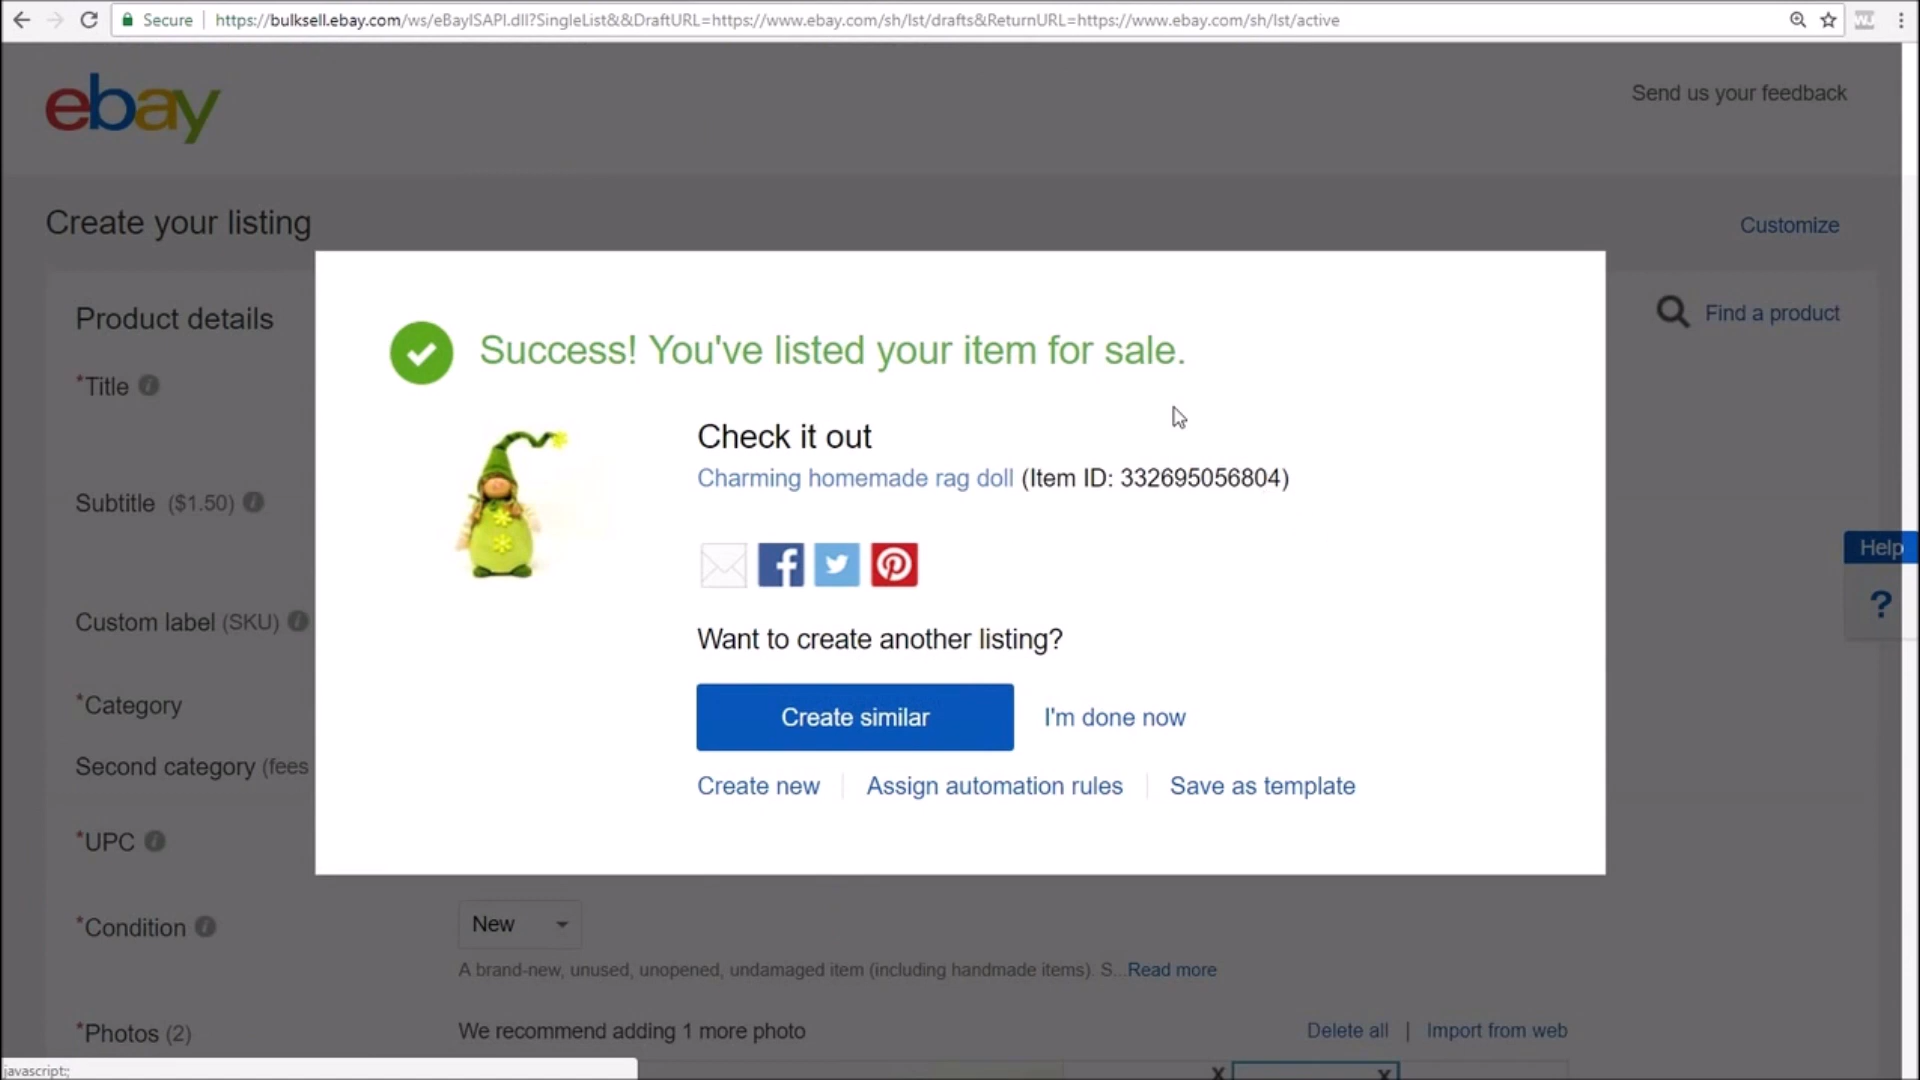 Secure
https://bulksell.ebay.com/ws/eBayISAPI.dll?SingleList&&DraftURL=https://www.ebay.com/sh/lst/drafts&ReturnURL=https://www.ebay.com/sh/lst/active
ebay
Send us your feedback
Create your listing
Customize
Product details
Find a product
Success! You've listed your item for sale.
*Title
Check it out
Charming homemade rag doll (Item ID: 332695056804)
Subtitle ($1.50)
Help
?
Custom label (SKU)
Want to create another listing?
*Category
Create similar
I'm done now
Second category (fees
Create new
Assign automation rules
Save as template
*UPC
*Condition
New
A brand-new, unused, unopened, undamaged item (including handmade items). S...Read more
*Photos (2)
We recommend adding 1 more photo
Delete all | Import from web
javascript:;
x
x